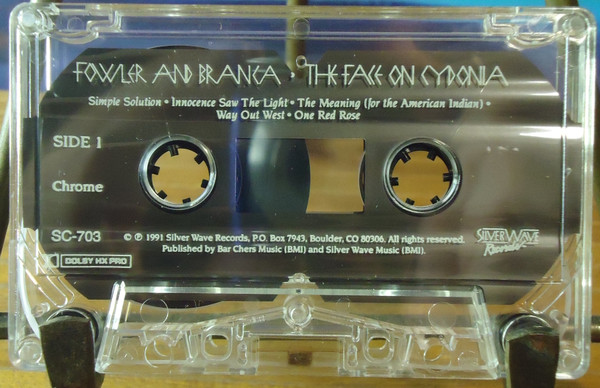 FOWLER AND BRANCA • THE FACE ON CYDONIA
Simple Solution • Innocence Saw The Light • The Meaning (for the American Indian) •
Way Out West • One Red Rose
SIDE 1
Chrome
SC-703
© ℗ 1991 Silver Wave Records, P.O. Box 7943, Boulder, CO 80306. All rights reserved.
Published by Bar Chers Music (BMI) and Silver Wave Music (BMI).
SILVER WAVE
Records
DOLBY HX PRO